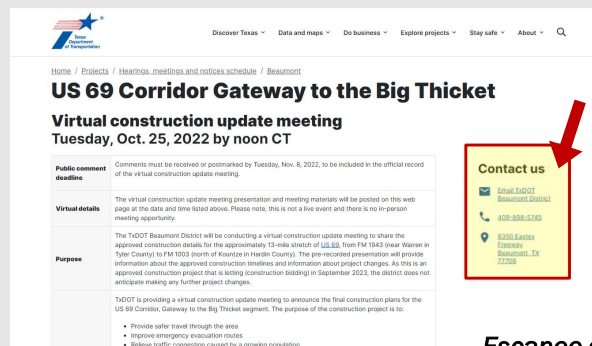 Texas
Department
of Transportation
Discover Texas
Data and maps
Do business
Explore projects
Stay safe
About
Home / Projects / Hearings, meetings and notices schedule / Beaumont
US 69 Corridor Gateway to the Big Thicket
Virtual construction update meeting
Tuesday, Oct. 25, 2022 by noon CT
Public comment
deadline
Comments must be received or postmarked by Tuesday, Nov. 8, 2022, to be included in the official record
of the virtual construction update meeting.
Virtual details
The virtual construction update meeting presentation and meeting materials will be posted on this web
page at the date and time listed above. Please note, this is not a live event and there is no in-person
meeting opportunity.
Purpose
The TxDOT Beaumont District will be conducting a virtual construction update meeting to share the
approved construction details for the approximately 13-mile stretch of US 69, from FM 1943 (near Warren in
Tyler County) to FM 1003 (north of Kountze in Hardin County). The pre-recorded presentation will provide
information about the approved construction timelines and information about project changes. As this is an
approved construction project that is letting (construction bidding) in September 2023, the district does not
anticipate making any further project changes.
TxDOT is providing a virtual construction update meeting to announce the final construction plans for the
US 69 Corridor, Gateway to the Big Thicket segment. The purpose of the construction project is to:
• Provide safer travel through the area
• Improve emergency evacuation routes
• Relieve traffic congestion caused by a growing population
Contact us
Email TxDOT
Beaumont District
409-898-5745
8350 Eastex
Freeway
Beaumont, TX
77708